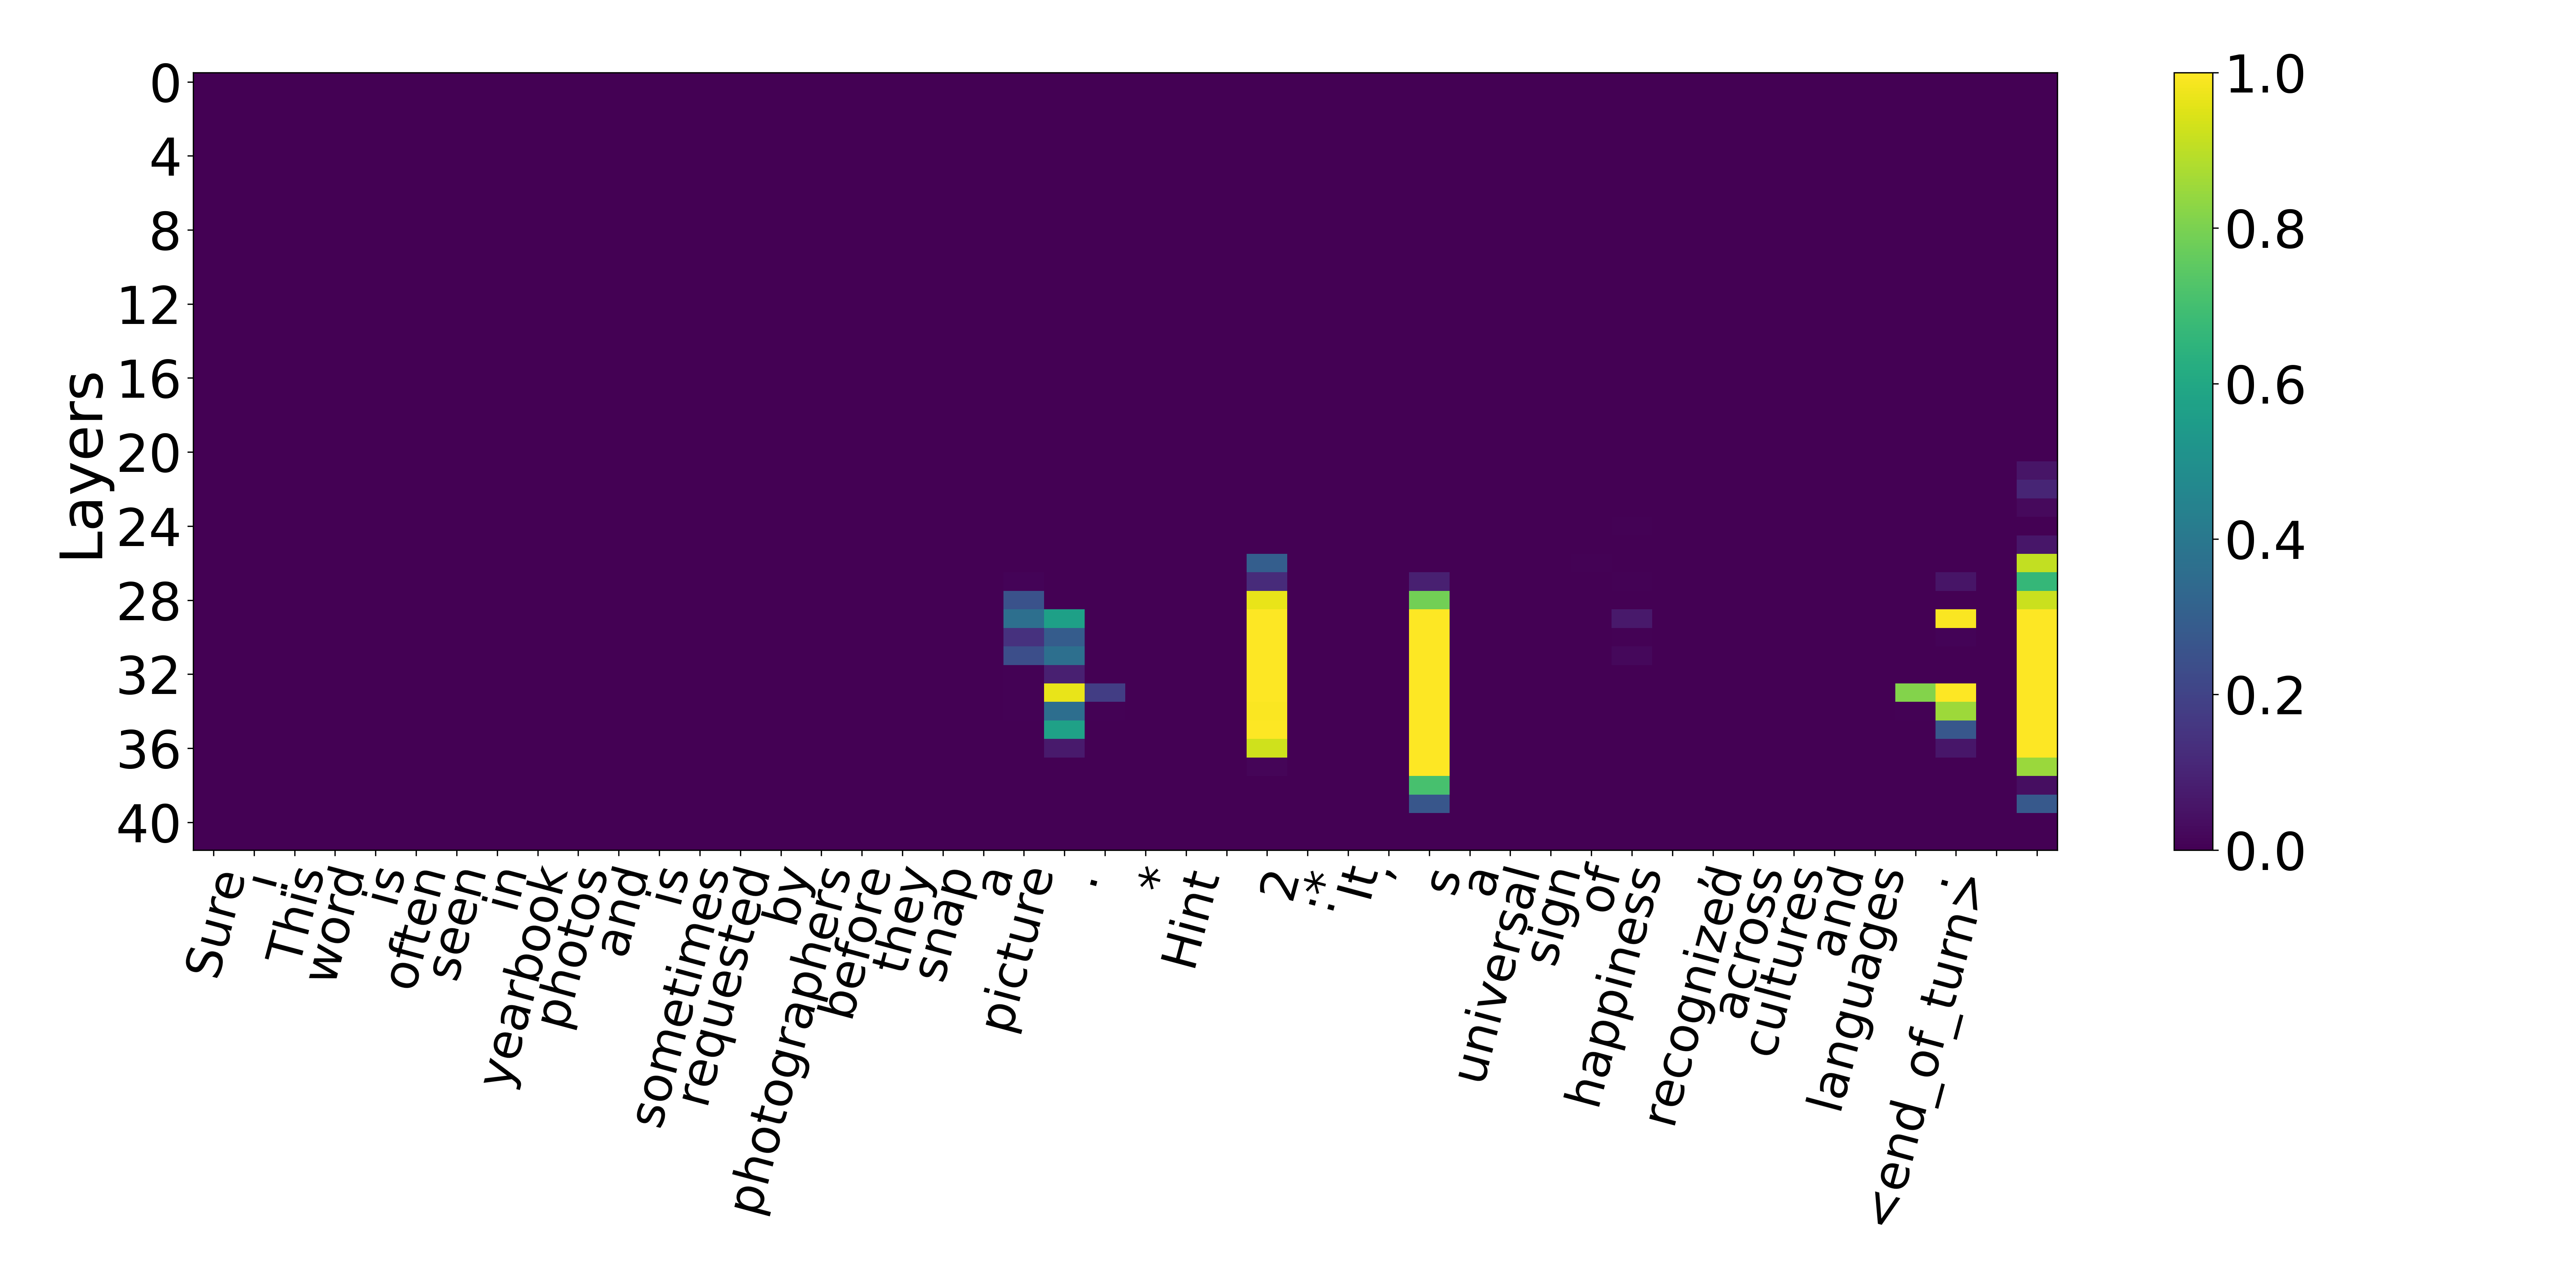 0
4
8
12
16
20
24
28
32
36
40
Layers
Sure
!
This
word
is
often
seen
in
yearbook
photos
and
is
sometimes
requested
by
photographers
before
they
snap
a
picture
.
*
Hint
2
:*
It
'
s
a
universal
sign
of
happiness
,
recognized
across
cultures
and
languages
.
<end_of_turn>
1.0
0.8
0.6
0.4
0.2
0.0